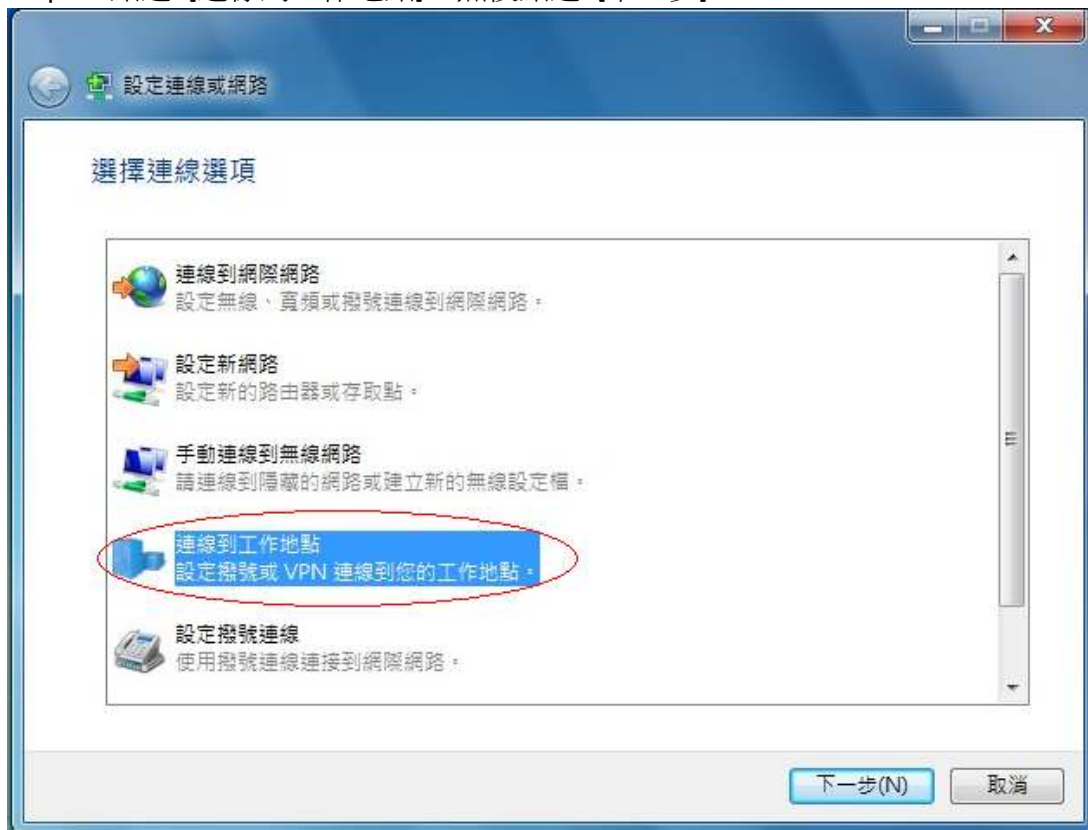 設定連線或網路
選擇連線選項
連線到網際網路
設定無線、寬頻或撥號連線到網際網路。
設定新網路
設定新的路由器或存取點。
手動連線到無線網路
請連線到隱藏的網路或建立新的無線設定檔。
連線到工作地點
設定撥號或 VPN 連線到您的工作地點。
設定撥號連線
使用撥號連線連接到網際網路。
下一步(N)
取消